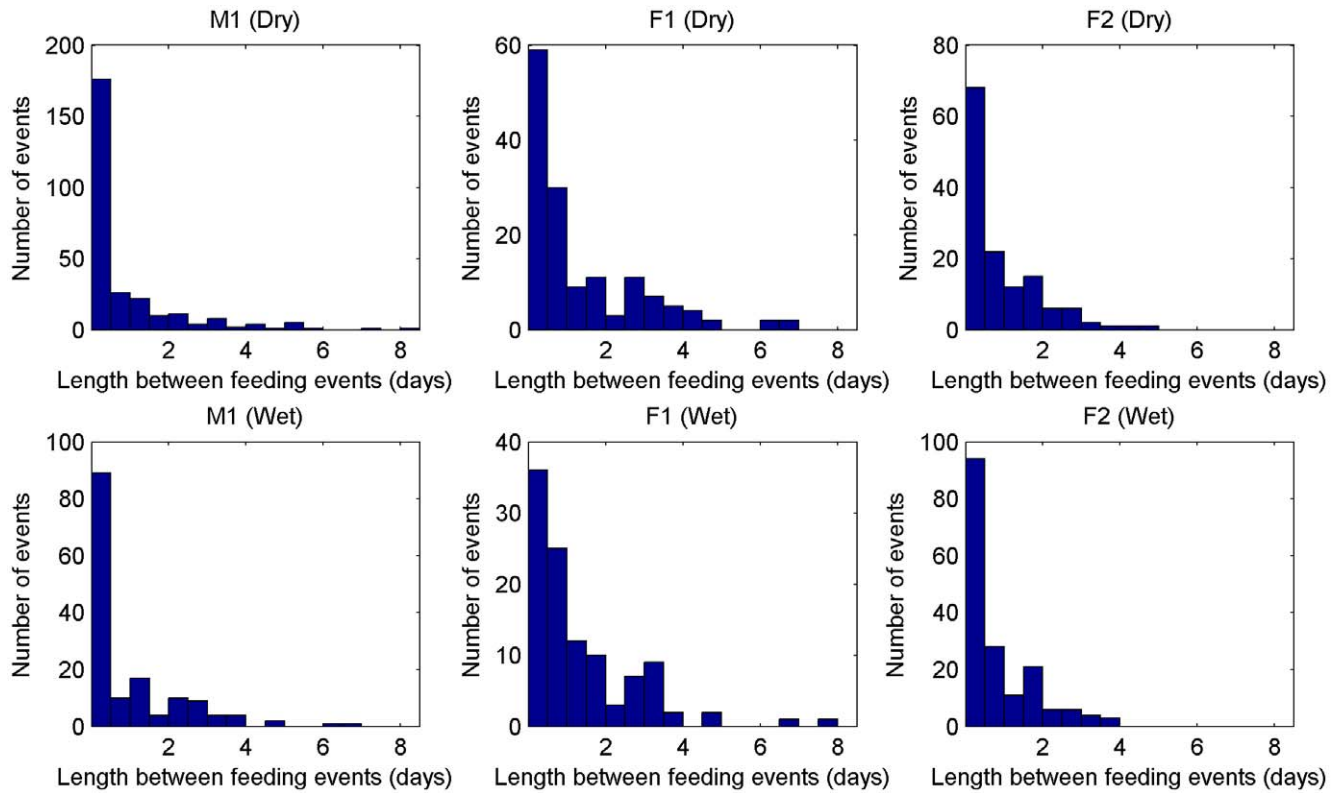 M1 (Dry)
200
150
100
50
0
Number of events
2 4 6 8
Length between feeding events (days)
F1 (Dry)
60
40
20
0
Number of events
2 4 6 8
Length between feeding events (days)
F2 (Dry)
80
60
40
20
0
Number of events
2 4 6 8
Length between feeding events (days)
M1 (Wet)
100
80
60
40
20
0
Number of events
2 4 6 8
Length between feeding events (days)
F1 (Wet)
40
30
20
10
0
Number of events
2 4 6 8
Length between feeding events (days)
F2 (Wet)
100
80
60
40
20
0
Number of events
2 4 6 8
Length between feeding events (days)